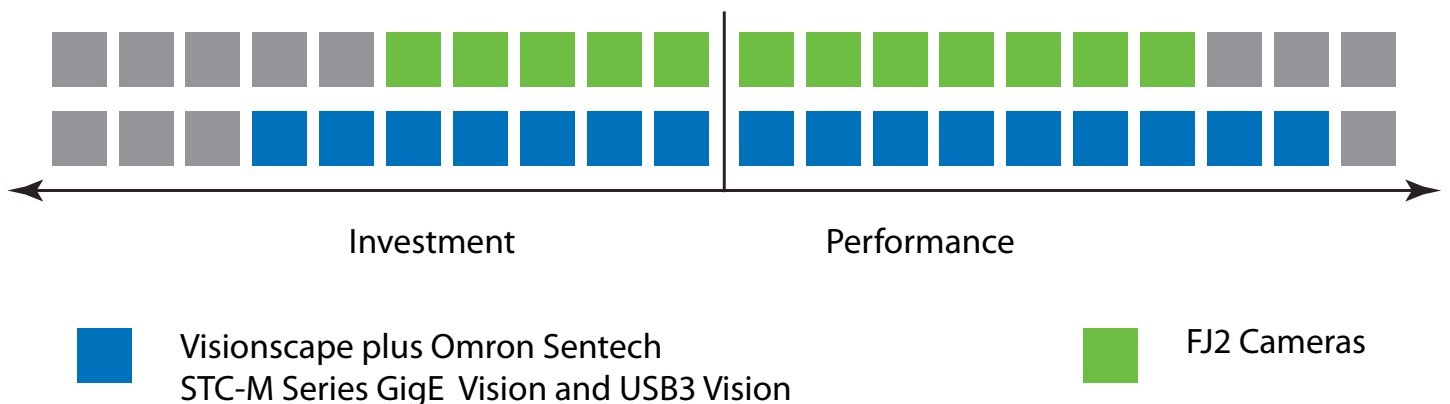 Investment
Performance
Visionscape plus Omron Sentech
STC-M Series GigE Vision and USB3 Vision
FJ2 Cameras